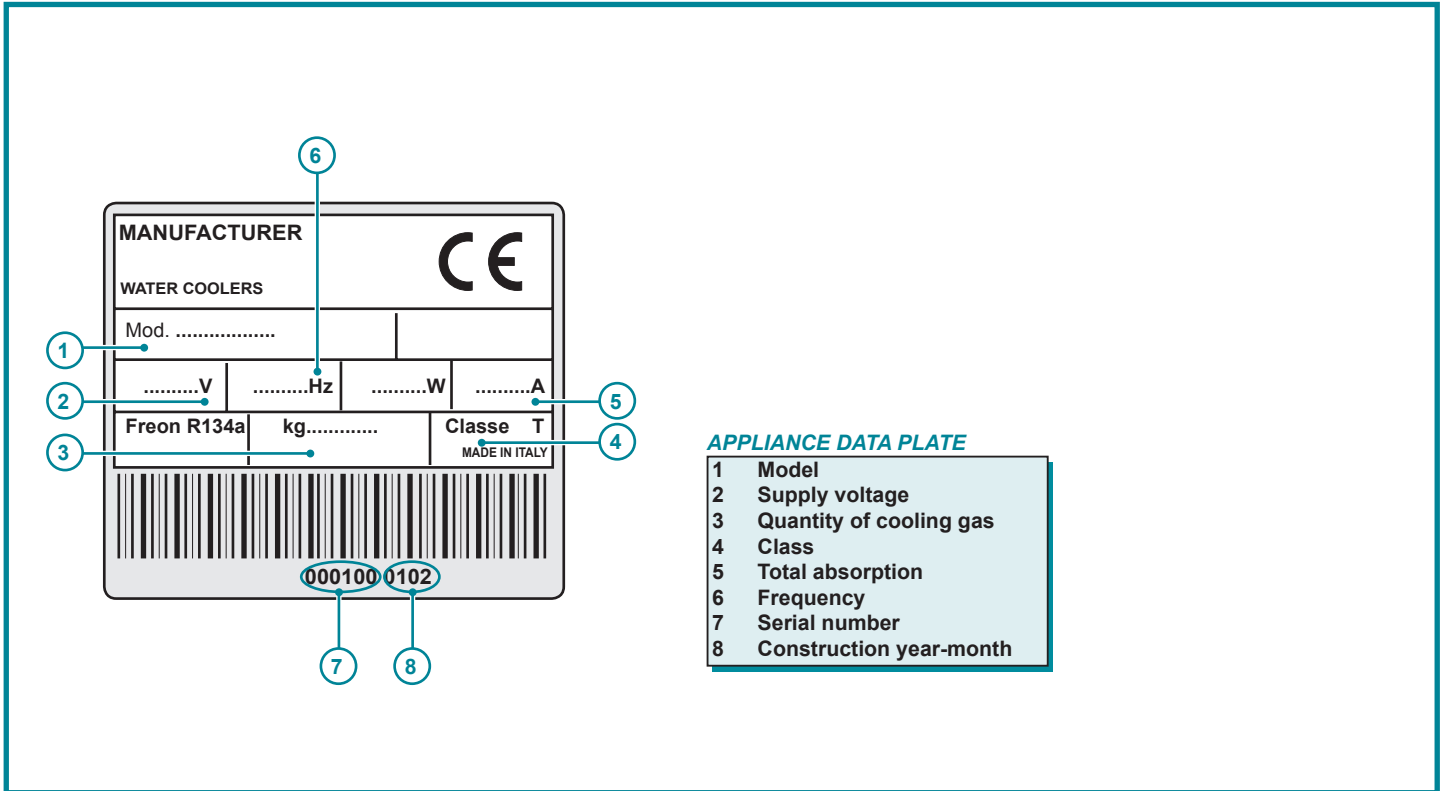 6
MANUFACTURER
CE
WATER COOLERS
Mod. ..................
1
..........V ..........Hz ..........W ..........A
2
5
Freon R134a kg............. Classe T
MADE IN ITALY
3
4
000100 0102
7 8
APPLIANCE DATA PLATE
1 Model
2 Supply voltage
3 Quantity of cooling gas
4 Class
5 Total absorption
6 Frequency
7 Serial number
8 Construction year-month